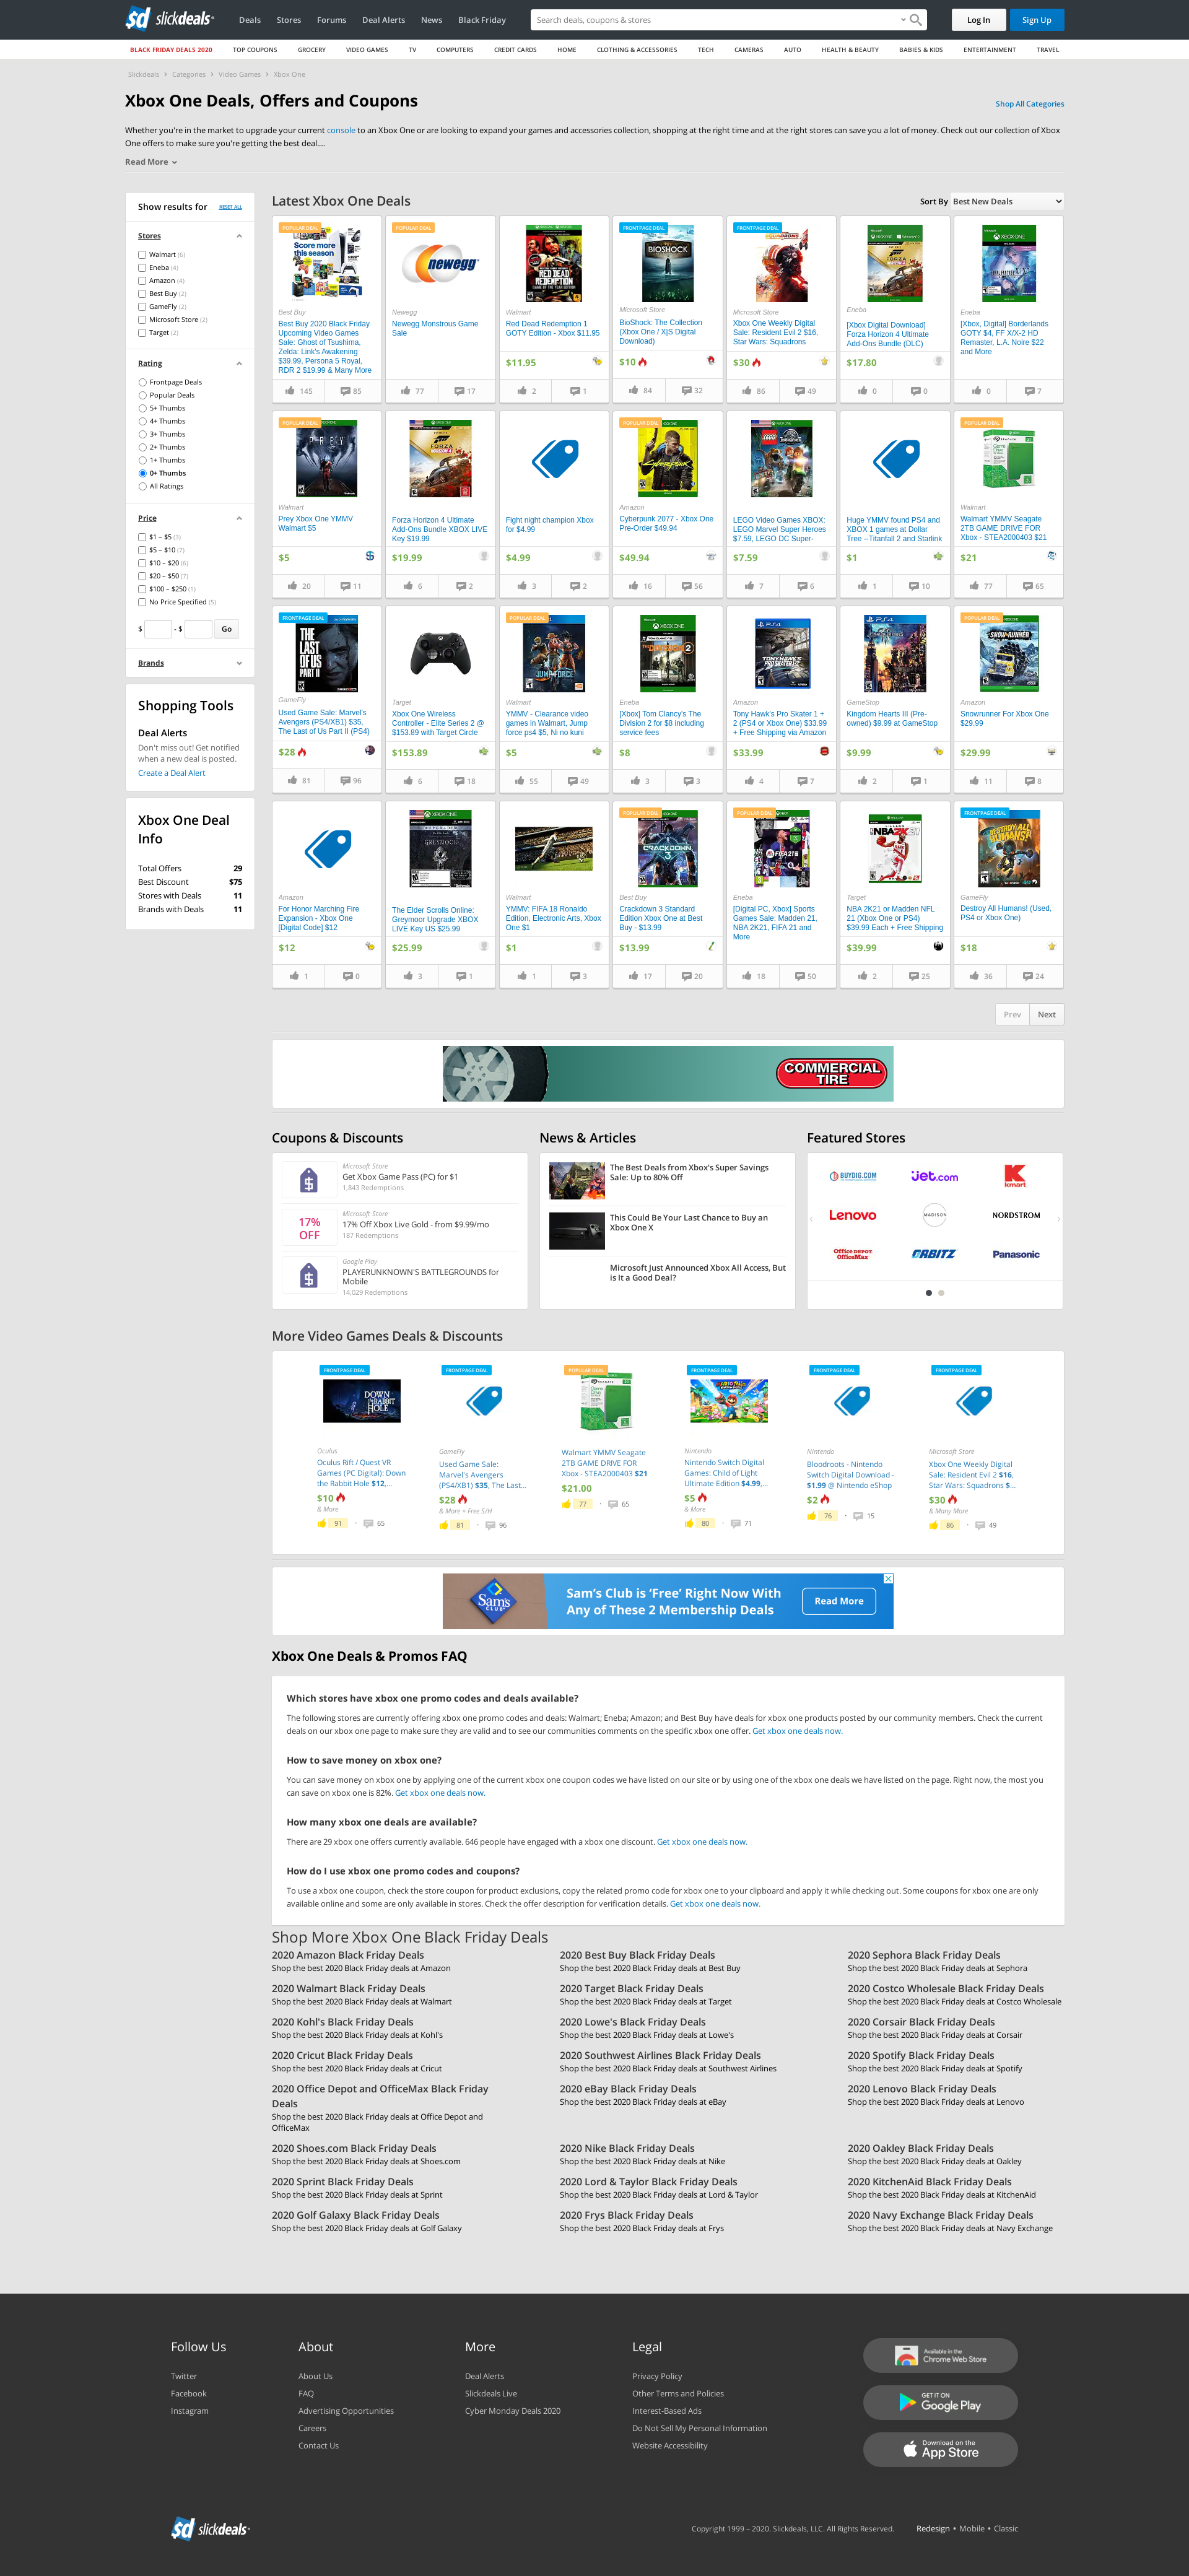 slickdeals
Deals Stores Forums Deal Alerts News Black Friday
Search deals, coupons & stores
Log In Sign Up
BLACK FRIDAY DEALS 2020 TOP COUPONS GROCERY VIDEO GAMES TV COMPUTERS CREDIT CARDS HOME CLOTHING & ACCESSORIES TECH CAMERAS AUTO HEALTH & BEAUTY BABIES & KIDS ENTERTAINMENT TRAVEL
Slickdeals › Categories › Video Games › Xbox One
Xbox One Deals, Offers and Coupons
Shop All Categories
Whether you're in the market to upgrade your current console to an Xbox One or are looking to expand your games and accessories collection, shopping at the right time and at the right stores can save you a lot of money. Check out our collection of Xbox
One offers to make sure you're getting the best deal....
Read More
Show results for RESET ALL
Stores
Walmart (6)
Eneba (4)
Amazon (4)
Best Buy (2)
GameFly (2)
Microsoft Store (2)
Target (2)
Rating
Frontpage Deals
Popular Deals
5+ Thumbs
4+ Thumbs
3+ Thumbs
2+ Thumbs
1+ Thumbs
0+ Thumbs
All Ratings
Price
$1 – $5 (3)
$5 – $10 (7)
$10 – $20 (6)
$20 – $50 (7)
$100 – $250 (1)
No Price Specified (5)
$ - $ Go
Brands
Shopping Tools
Deal Alerts
Don't miss out! Get notified
when a new deal is posted.
Create a Deal Alert
Xbox One Deal
Info
Total Offers 29
Best Discount $75
Stores with Deals 11
Brands with Deals 11
Latest Xbox One Deals
Sort By Best New Deals
POPULAR DEAL
Score more
this season
Best Buy
Best Buy 2020 Black Friday
Upcoming Video Games
Sale: Ghost of Tsushima,
Zelda: Link's Awakening
$39.99, Persona 5 Royal,
RDR 2 $19.99 & Many More
145 85
POPULAR DEAL
newegg
Newegg
Newegg Monstrous Game
Sale
77 17
RED DEAD REDEMPTION
Walmart
Red Dead Redemption 1
GOTY Edition - Xbox $11.95
$11.95
2 1
FRONTPAGE DEAL
BIOSHOCK
Microsoft Store
BioShock: The Collection
(Xbox One / X|S Digital
Download)
$10
84 32
FRONTPAGE DEAL
Microsoft Store
Xbox One Weekly Digital
Sale: Resident Evil 2 $16,
Star Wars: Squadrons
$30
86 49
FORZA
Eneba
[Xbox Digital Download]
Forza Horizon 4 Ultimate
Add-Ons Bundle (DLC)
$17.80
0 0
Eneba
[Xbox, Digital] Borderlands
GOTY $4, FF X/X-2 HD
Remaster, L.A. Noire $22
and More
0 7
POPULAR DEAL
PREY
Walmart
Prey Xbox One YMMV
Walmart $5
$5
20 11
FORZA
Forza Horizon 4 Ultimate
Add-Ons Bundle XBOX LIVE
Key $19.99
$19.99
6 2
Fight night champion Xbox
for $4.99
$4.99
3 2
POPULAR DEAL
Cyberpunk
Amazon
Cyberpunk 2077 - Xbox One
Pre-Order $49.94
$49.94
16 56
LEGO
LEGO Video Games XBOX:
LEGO Marvel Super Heroes
$7.59, LEGO DC Super-
$7.59
7 6
Huge YMMV found PS4 and
XBOX 1 games at Dollar
Tree --Titanfall 2 and Starlink
$1
1 10
POPULAR DEAL
Walmart
Walmart YMMV Seagate
2TB GAME DRIVE FOR
Xbox - STEA2000403 $21
$21
77 65
FRONTPAGE DEAL
THE LAST OF US PART II
GameFly
Used Game Sale: Marvel's
Avengers (PS4/XB1) $35,
The Last of Us Part II (PS4)
$28
81 96
Target
Xbox One Wireless
Controller - Elite Series 2 @
$153.89 with Target Circle
$153.89
6 18
POPULAR DEAL
JUMP FORCE
Walmart
YMMV - Clearance video
games in Walmart, Jump
force ps4 $5, Ni no kuni
$5
55 49
XBOX ONE
THE DIVISION 2
Eneba
[Xbox] Tom Clancy's The
Division 2 for $8 including
service fees
$8
3 3
PS4
TONY HAWK'S PRO SKATER 1+2
Amazon
Tony Hawk's Pro Skater 1 +
2 (PS4 or Xbox One) $33.99
+ Free Shipping via Amazon
$33.99
4 7
PS4
GameStop
Kingdom Hearts III (Pre-
owned) $9.99 at GameStop
$9.99
2 1
POPULAR DEAL
SNOWRUNNER
Amazon
Snowrunner For Xbox One
$29.99
$29.99
11 8
Amazon
For Honor Marching Fire
Expansion - Xbox One
[Digital Code] $12
$12
1 0
XBOX ONE
GREYMOOR
The Elder Scrolls Online:
Greymoor Upgrade XBOX
LIVE Key US $25.99
$25.99
3 1
Walmart
YMMV: FIFA 18 Ronaldo
Edition, Electronic Arts, Xbox
One $1
$1
1 3
POPULAR DEAL
CRACKDOWN 3
Best Buy
Crackdown 3 Standard
Edition Xbox One at Best
Buy - $13.99
$13.99
17 20
POPULAR DEAL
FIFA 21
Eneba
[Digital PC, Xbox] Sports
Games Sale: Madden 21,
NBA 2K21, FIFA 21 and
More
18 50
NBA 2K21
Target
NBA 2K21 or Madden NFL
21 (Xbox One or PS4)
$39.99 Each + Free Shipping
$39.99
2 25
FRONTPAGE DEAL
DESTROY ALL HUMANS!
GameFly
Destroy All Humans! (Used,
PS4 or Xbox One)
$18
36 24
Prev Next
COMMERCIAL
TIRE
Coupons & Discounts
Microsoft Store
Get Xbox Game Pass (PC) for $1
1,843 Redemptions
17%
OFF
Microsoft Store
17% Off Xbox Live Gold - from $9.99/mo
187 Redemptions
Google Play
PLAYERUNKNOWN'S BATTLEGROUNDS for
Mobile
14,029 Redemptions
News & Articles
The Best Deals from Xbox's Super Savings
Sale: Up to 80% Off
This Could Be Your Last Chance to Buy an
Xbox One X
Microsoft Just Announced Xbox All Access, But
is It a Good Deal?
Featured Stores
BUYDIG.COM jet.com Kmart
Lenovo MADISON NORDSTROM
Office DEPOT OfficeMax ORBITZ Panasonic
More Video Games Deals & Discounts
FRONTPAGE DEAL
DOWN THE RABBIT HOLE
Oculus
Oculus Rift / Quest VR
Games (PC Digital): Down
the Rabbit Hole $12,...
$10
& More
91 • 65
FRONTPAGE DEAL
GameFly
Used Game Sale:
Marvel's Avengers
(PS4/XB1) $35, The Last...
$28
& More + Free S/H
81 • 96
POPULAR DEAL
Walmart YMMV Seagate
2TB GAME DRIVE FOR
Xbox - STEA2000403 $21
$21.00
77 • 65
FRONTPAGE DEAL
Nintendo
Nintendo Switch Digital
Games: Child of Light
Ultimate Edition $4.99,...
$5
& More
80 • 71
FRONTPAGE DEAL
Nintendo
Bloodroots - Nintendo
Switch Digital Download -
$1.99 @ Nintendo eShop
$2
76 • 15
FRONTPAGE DEAL
Microsoft Store
Xbox One Weekly Digital
Sale: Resident Evil 2 $16,
Star Wars: Squadrons $...
$30
& Many More
86 • 49
Sam's CLUB
Sam's Club is 'Free' Right Now With
Any of These 2 Membership Deals
Read More
Xbox One Deals & Promos FAQ
Which stores have xbox one promo codes and deals available?
The following stores are currently offering xbox one promo codes and deals: Walmart; Eneba; Amazon; and Best Buy have deals for xbox one products posted by our community members. Check the current
deals on our xbox one page to make sure they are valid and to see our communities comments on the specific xbox one offer. Get xbox one deals now.
How to save money on xbox one?
You can save money on xbox one by applying one of the current xbox one coupon codes we have listed on our site or by using one of the xbox one deals we have listed on the page. Right now, the most you
can save on xbox one is 82%. Get xbox one deals now.
How many xbox one deals are available?
There are 29 xbox one offers currently available. 646 people have engaged with a xbox one discount. Get xbox one deals now.
How do I use xbox one promo codes and coupons?
To use a xbox one coupon, check the store coupon for product exclusions, copy the related promo code for xbox one to your clipboard and apply it while checking out. Some coupons for xbox one are only
available online and some are only available in stores. Check the offer description for verification details. Get xbox one deals now.
Shop More Xbox One Black Friday Deals
2020 Amazon Black Friday Deals
Shop the best 2020 Black Friday deals at Amazon
2020 Best Buy Black Friday Deals
Shop the best 2020 Black Friday deals at Best Buy
2020 Sephora Black Friday Deals
Shop the best 2020 Black Friday deals at Sephora
2020 Walmart Black Friday Deals
Shop the best 2020 Black Friday deals at Walmart
2020 Target Black Friday Deals
Shop the best 2020 Black Friday deals at Target
2020 Costco Wholesale Black Friday Deals
Shop the best 2020 Black Friday deals at Costco Wholesale
2020 Kohl's Black Friday Deals
Shop the best 2020 Black Friday deals at Kohl's
2020 Lowe's Black Friday Deals
Shop the best 2020 Black Friday deals at Lowe's
2020 Corsair Black Friday Deals
Shop the best 2020 Black Friday deals at Corsair
2020 Cricut Black Friday Deals
Shop the best 2020 Black Friday deals at Cricut
2020 Southwest Airlines Black Friday Deals
Shop the best 2020 Black Friday deals at Southwest Airlines
2020 Spotify Black Friday Deals
Shop the best 2020 Black Friday deals at Spotify
2020 Office Depot and OfficeMax Black Friday
Deals
Shop the best 2020 Black Friday deals at Office Depot and
OfficeMax
2020 eBay Black Friday Deals
Shop the best 2020 Black Friday deals at eBay
2020 Lenovo Black Friday Deals
Shop the best 2020 Black Friday deals at Lenovo
2020 Shoes.com Black Friday Deals
Shop the best 2020 Black Friday deals at Shoes.com
2020 Nike Black Friday Deals
Shop the best 2020 Black Friday deals at Nike
2020 Oakley Black Friday Deals
Shop the best 2020 Black Friday deals at Oakley
2020 Sprint Black Friday Deals
Shop the best 2020 Black Friday deals at Sprint
2020 Lord & Taylor Black Friday Deals
Shop the best 2020 Black Friday deals at Lord & Taylor
2020 KitchenAid Black Friday Deals
Shop the best 2020 Black Friday deals at KitchenAid
2020 Golf Galaxy Black Friday Deals
Shop the best 2020 Black Friday deals at Golf Galaxy
2020 Frys Black Friday Deals
Shop the best 2020 Black Friday deals at Frys
2020 Navy Exchange Black Friday Deals
Shop the best 2020 Black Friday deals at Navy Exchange
Follow Us
Twitter
Facebook
Instagram
About
About Us
FAQ
Advertising Opportunities
Careers
Contact Us
More
Deal Alerts
Slickdeals Live
Cyber Monday Deals 2020
Legal
Privacy Policy
Other Terms and Policies
Interest-Based Ads
Do Not Sell My Personal Information
Website Accessibility
Available in the
Chrome Web Store
GET IT ON
Google Play
Download on the
App Store
slickdeals
Copyright 1999 – 2020. Slickdeals, LLC. All Rights Reserved. Redesign • Mobile • Classic